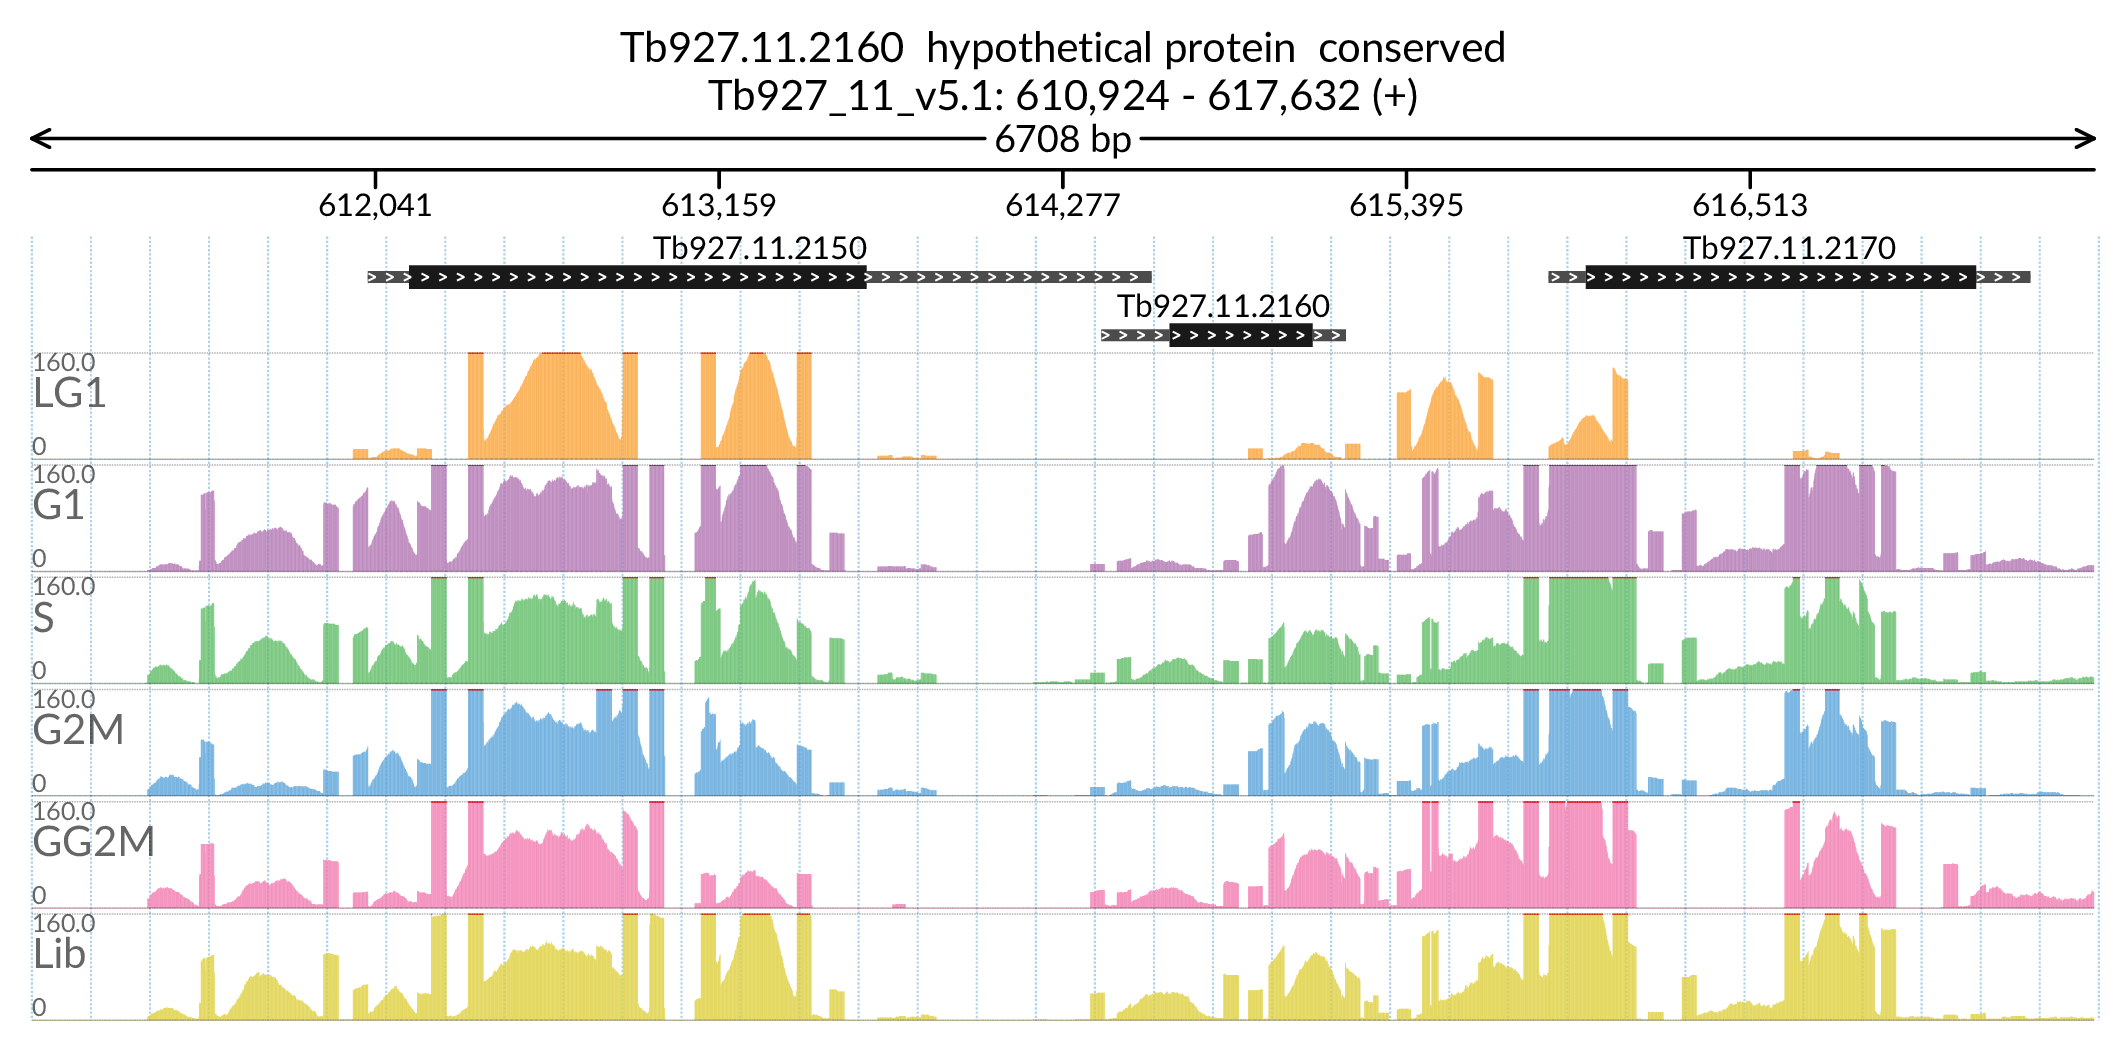 Tb927.11.2160  hypothetical protein  conserved
Tb927_11_v5.1: 610,924 - 617,632 (+)
6708 bp
612,041 613,159 614,277 615,395 616,513
Tb927.11.2150 Tb927.11.2170
Tb927.11.2160
160.0
LG1
0
160.0
G1
0
160.0
S
0
160.0
G2M
0
160.0
GG2M
0
160.0
Lib
0